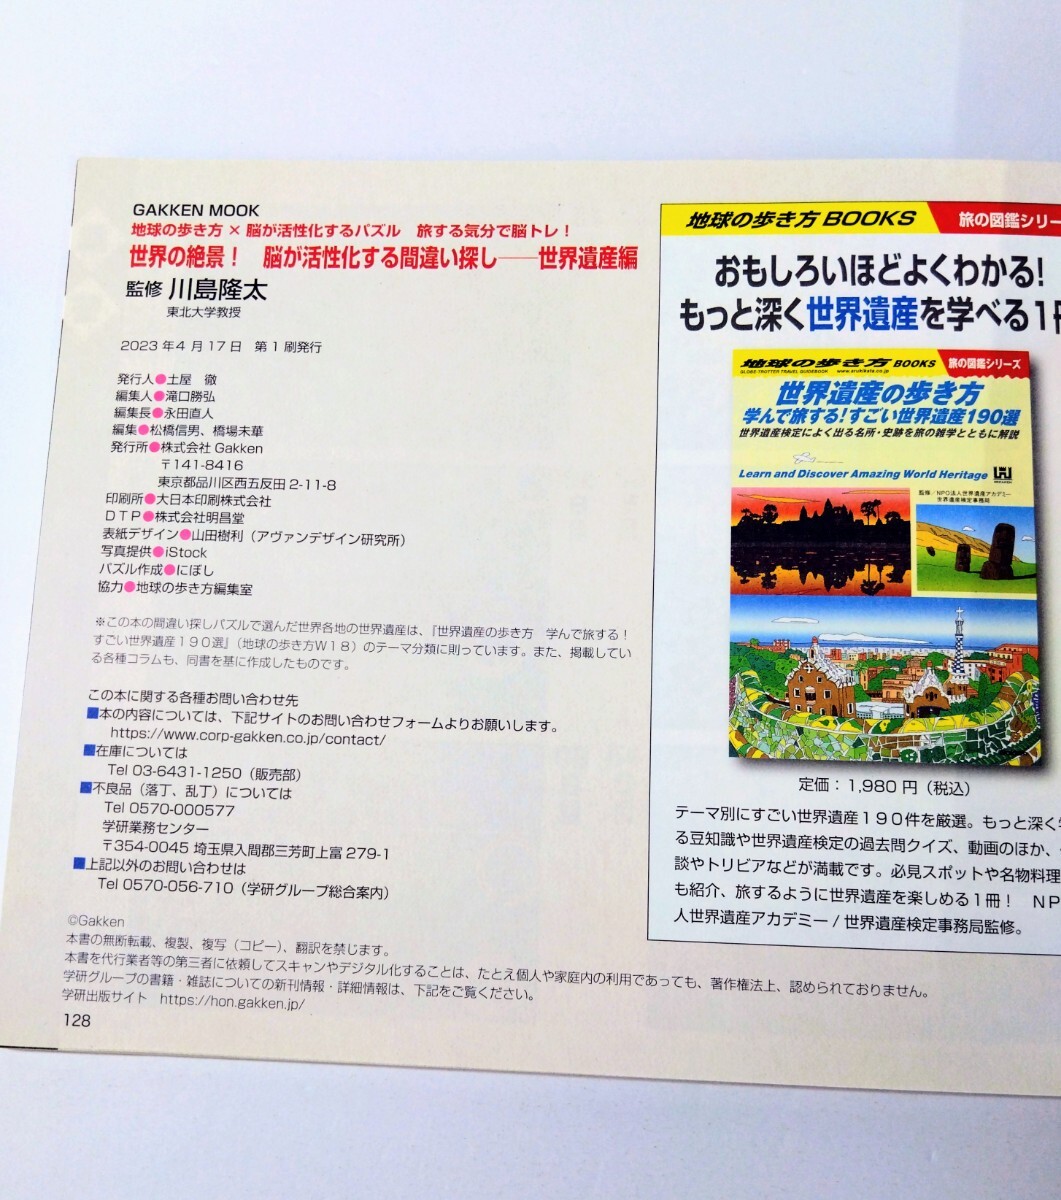 GAKKEN MOOK
地球の歩き方 × 脳が活性化するパズル　旅する気分で脳トレ！
世界の絶景！　脳が活性化する間違い探し──世界遺産編
監修 川島隆太
東北大学教授
2023年4月17日　第1刷発行
発行人●土屋　徹
編集人●滝口勝弘
編集長●永田直人
編集●松橋信男、橋場未華
発行所●株式会社 Gakken
〒141-8416
東京都品川区西五反田 2-11-8
印刷所●大日本印刷株式会社
ＤＴＰ●株式会社明昌堂
表紙デザイン●山田樹利（アヴァンデザイン研究所）
写真提供●iStock
パズル作成●にぼし
協力●地球の歩き方編集室
※この本の間違い探しパズルで選んだ世界各地の世界遺産は、『世界遺産の歩き方　学んで旅する！
すごい世界遺産１９０選』（地球の歩き方Ｗ１８）のテーマ分類に則っています。また、掲載してい
る各種コラムも、同書を基に作成したものです。
この本に関する各種お問い合わせ先
■本の内容については、下記サイトのお問い合わせフォームよりお願いします。
https://www.corp-gakken.co.jp/contact/
■在庫については
Tel 03-6431-1250（販売部）
■不良品（落丁、乱丁）については
Tel 0570-000577
学研業務センター
〒354-0045 埼玉県入間郡三芳町上富 279-1
■上記以外のお問い合わせは
Tel 0570-056-710（学研グループ総合案内）
©Gakken
本書の無断転載、複製、複写（コピー）、翻訳を禁じます。
本書を代行業者等の第三者に依頼してスキャンやデジタル化することは、たとえ個人や家庭内の利用であっても、著作権法上、認められておりません。
学研グループの書籍・雑誌についての新刊情報・詳細情報は、下記をご覧ください。
学研出版サイト　https://hon.gakken.jp/
128
地球の歩き方 BOOKS　旅の図鑑シリー
おもしろいほどよくわかる！
もっと深く世界遺産を学べる1冊
地球の歩き方 BOOKS　旅の図鑑シリーズ
GLOBE-TROTTER TRAVEL GUIDEBOOK　www.arukikata.co.jp
世界遺産の歩き方
学んで旅する！すごい世界遺産190選
世界遺産検定によく出る名所・史跡を旅の雑学とともに解説
Learn and Discover Amazing World Heritage
監修／NPO法人世界遺産アカデミー
世界遺産検定事務局
定価：1,980 円（税込）
テーマ別にすごい世界遺産１９０件を厳選。もっと深く
る豆知識や世界遺産検定の過去問クイズ、動画のほか、
談やトリビアなどが満載です。必見スポットや名物料理
も紹介、旅するように世界遺産を楽しめる１冊！　ＮＰ
人世界遺産アカデミー / 世界遺産検定事務局監修。